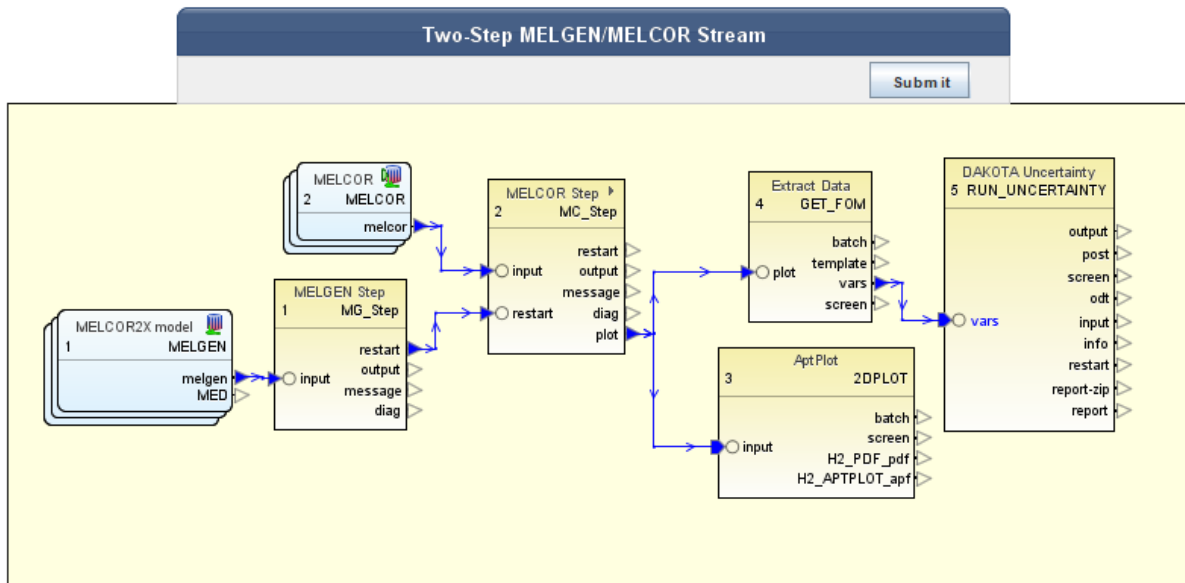 Two-Step MELGEN/MELCOR Stream
Submit
MELCOR
2 MELCOR
melcor
MELCOR2X model
1 MELGEN
melgen
MED
MELGEN Step
1 MG_Step
input
restart
output
message
diag
MELCOR Step
2 MC_Step
input
restart
restart
output
message
diag
plot
Extract Data
4 GET_FOM
plot
batch
template
vars
screen
AptPlot
3 2DPLOT
input
batch
screen
H2_PDF_pdf
H2_APTPLOT_apf
DAKOTA Uncertainty
5 RUN_UNCERTAINTY
vars
output
post
screen
odt
input
info
restart
report-zip
report